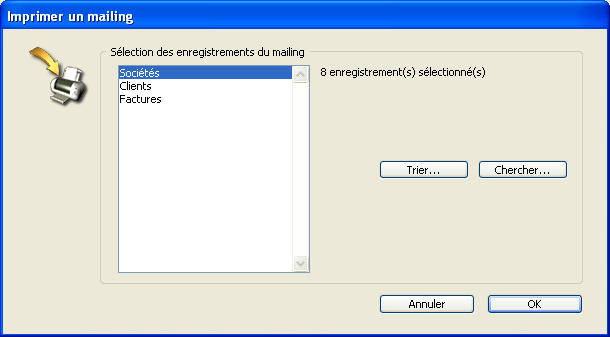 Imprimer un mailing
Sélection des enregistrements du mailing
Sociétés
Clients
Factures
8 enregistrement(s) sélectionné(s)
Trier...
Chercher...
Annuler
OK